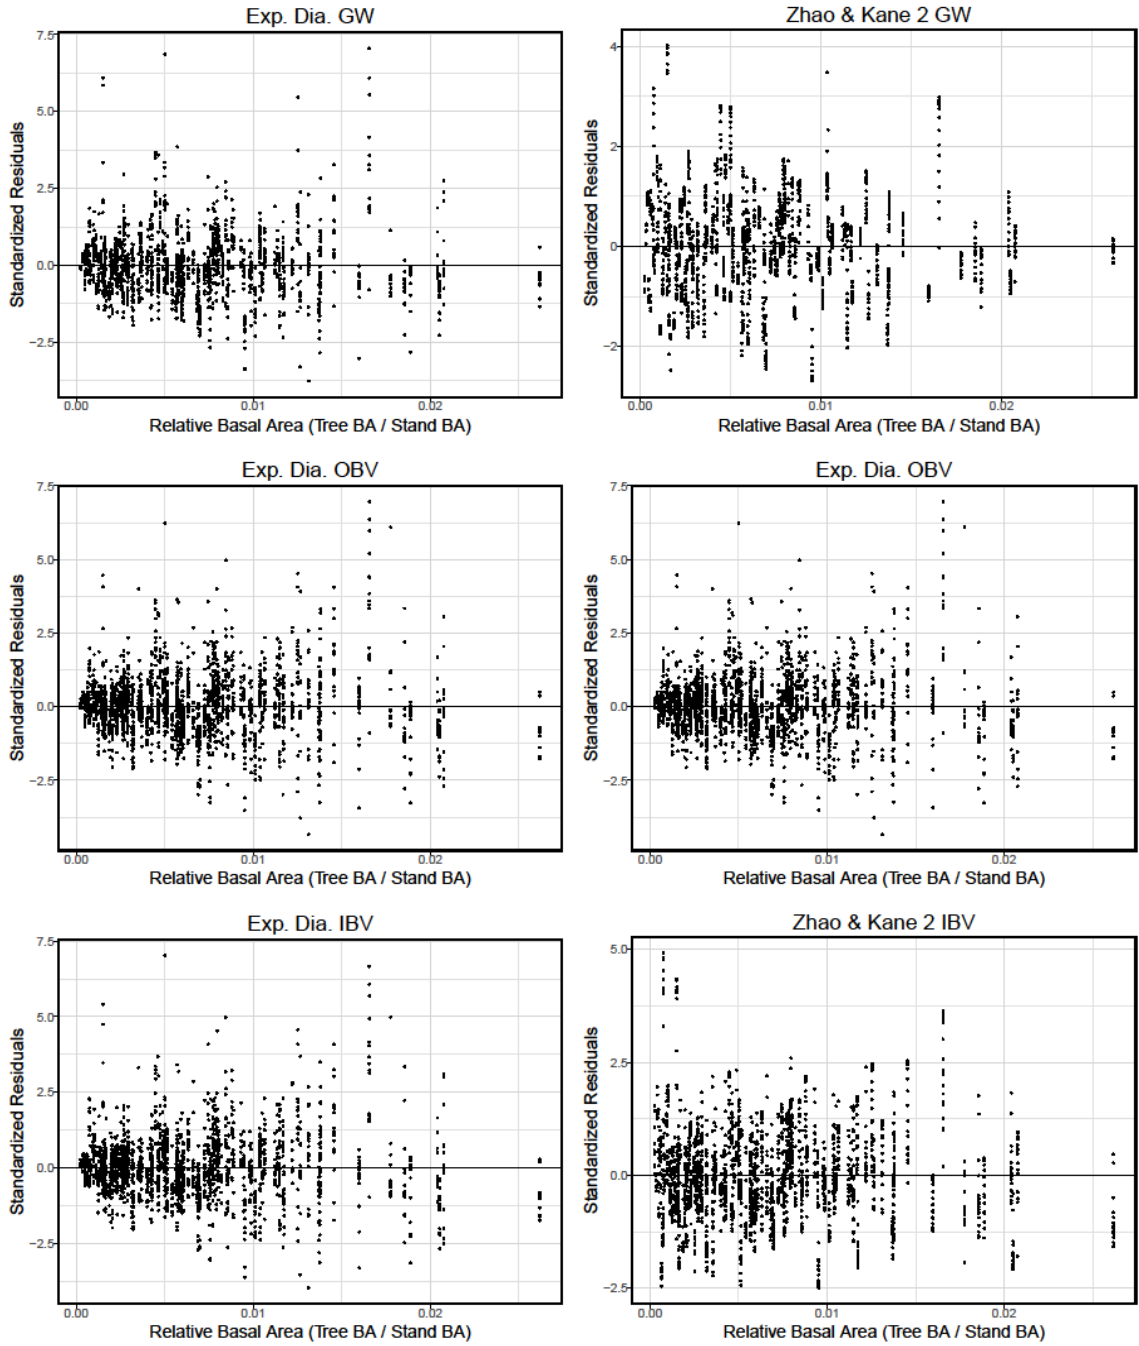 Exp. Dia. GW
Standardized Residuals
7.5
5.0
2.5
0.0
−2.5
0.00
0.01
0.02
Relative Basal Area (Tree BA / Stand BA)
Zhao & Kane 2 GW
Standardized Residuals
4
2
0
−2
0.00
0.01
0.02
Relative Basal Area (Tree BA / Stand BA)
Exp. Dia. OBV
Standardized Residuals
7.5
5.0
2.5
0.0
−2.5
0.00
0.01
0.02
Relative Basal Area (Tree BA / Stand BA)
Exp. Dia. OBV
Standardized Residuals
7.5
5.0
2.5
0.0
−2.5
0.00
0.01
0.02
Relative Basal Area (Tree BA / Stand BA)
Exp. Dia. IBV
Standardized Residuals
7.5
5.0
2.5
0.0
−2.5
0.00
0.01
0.02
Relative Basal Area (Tree BA / Stand BA)
Zhao & Kane 2 IBV
Standardized Residuals
5.0
2.5
0.0
−2.5
0.00
0.01
0.02
Relative Basal Area (Tree BA / Stand BA)